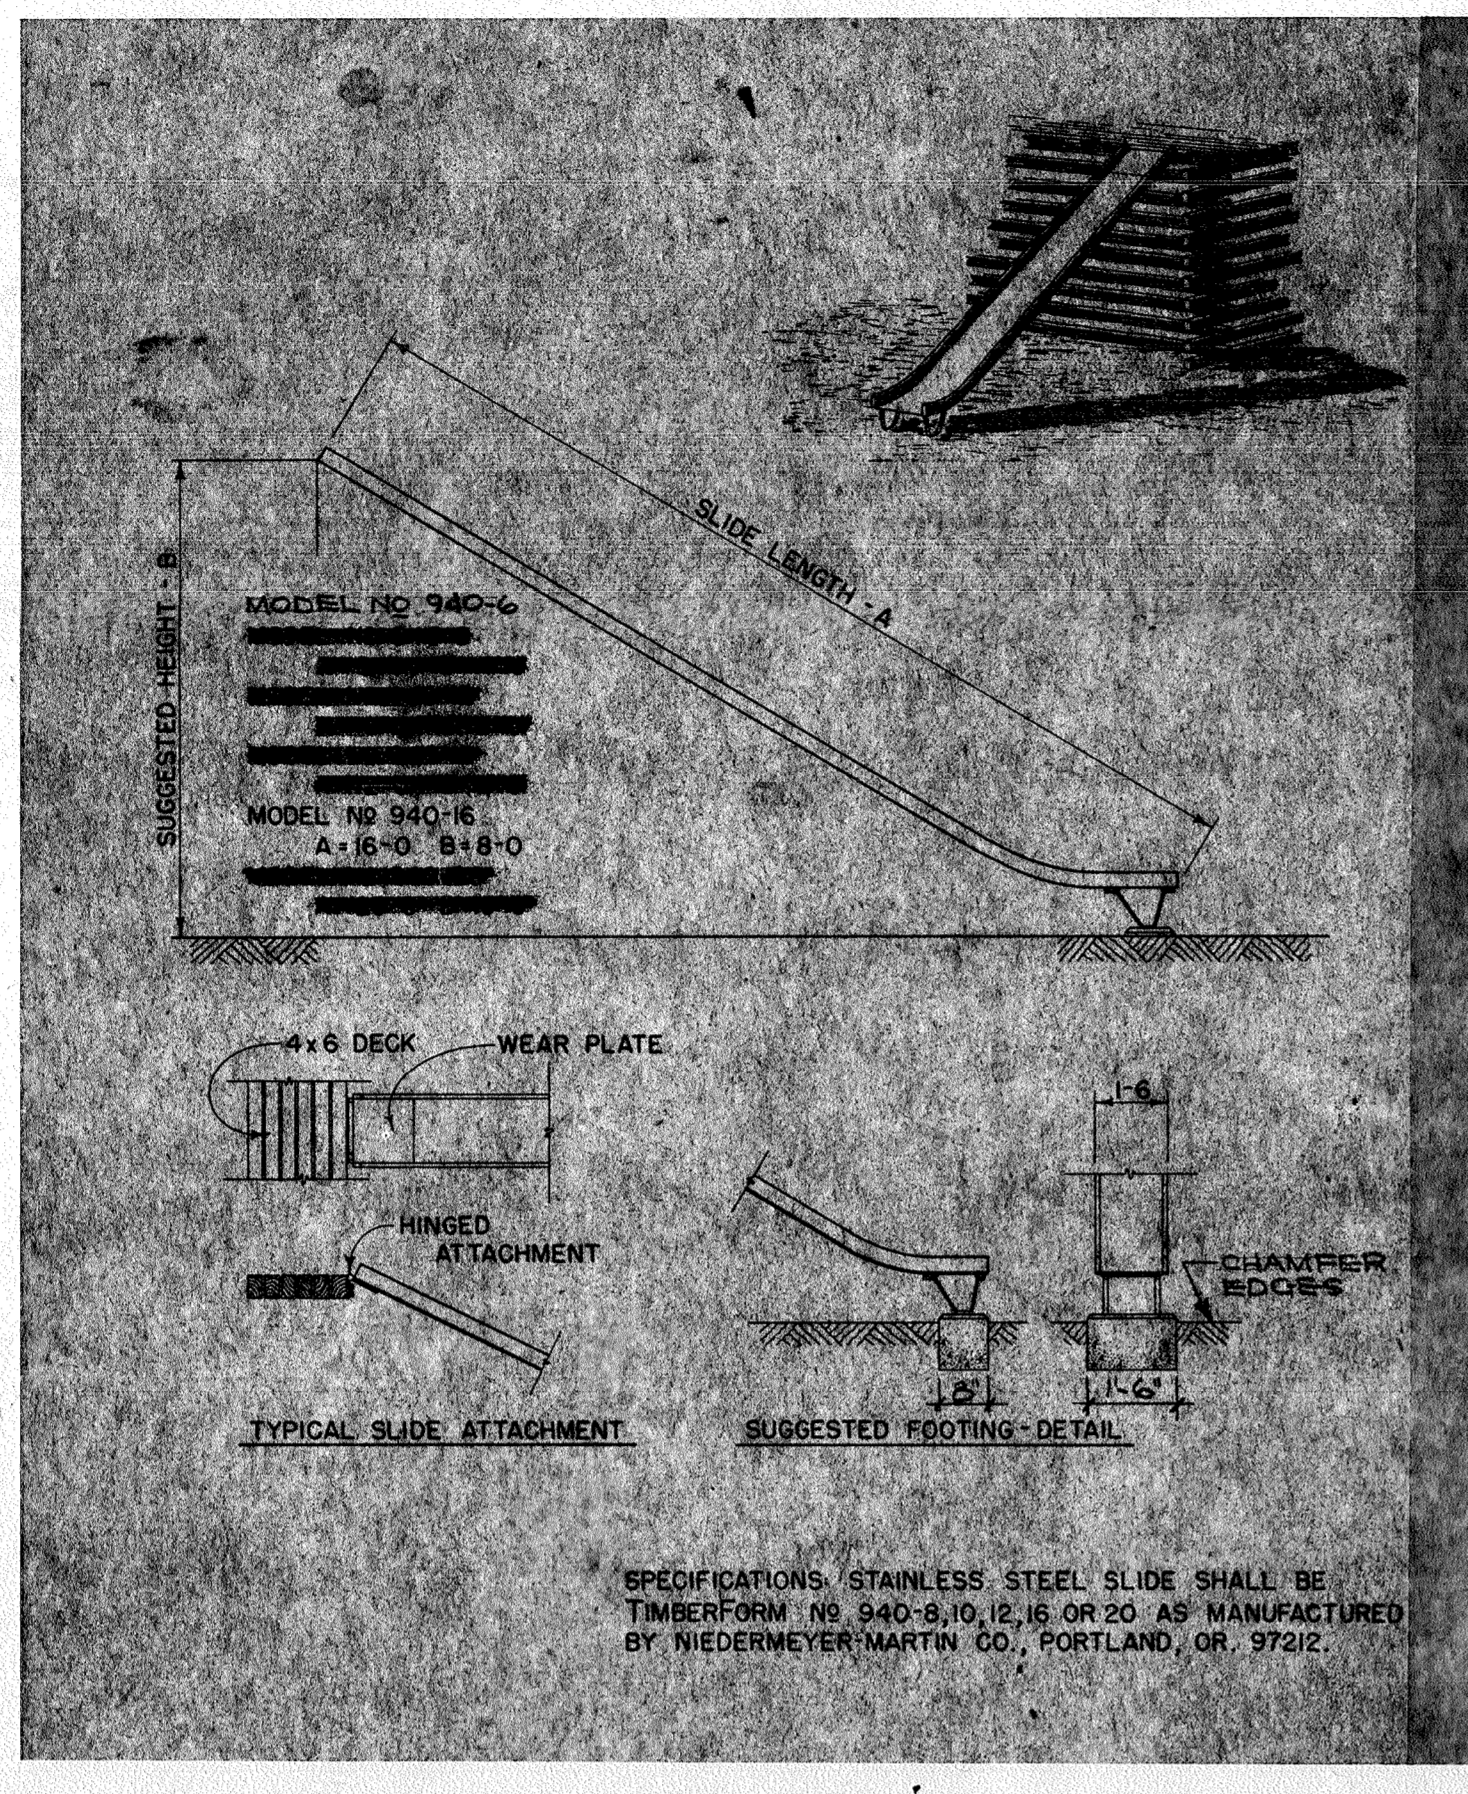 SLIDE LENGTH - A
SUGGESTED HEIGHT - B
MODEL No 940-6
MODEL No 940-16
A = 16-0 B = 8-0
4x6 DECK
WEAR PLATE
HINGED
ATTACHMENT
TYPICAL SLIDE ATTACHMENT
1-6
CHAMFER
EDGES
8"
1'-6"
SUGGESTED FOOTING - DETAIL
SPECIFICATIONS: STAINLESS STEEL SLIDE SHALL BE
TIMBERFORM No 940-8,10,12,16 OR 20 AS MANUFACTURED
BY NIEDERMEYER-MARTIN CO., PORTLAND, OR. 97212.